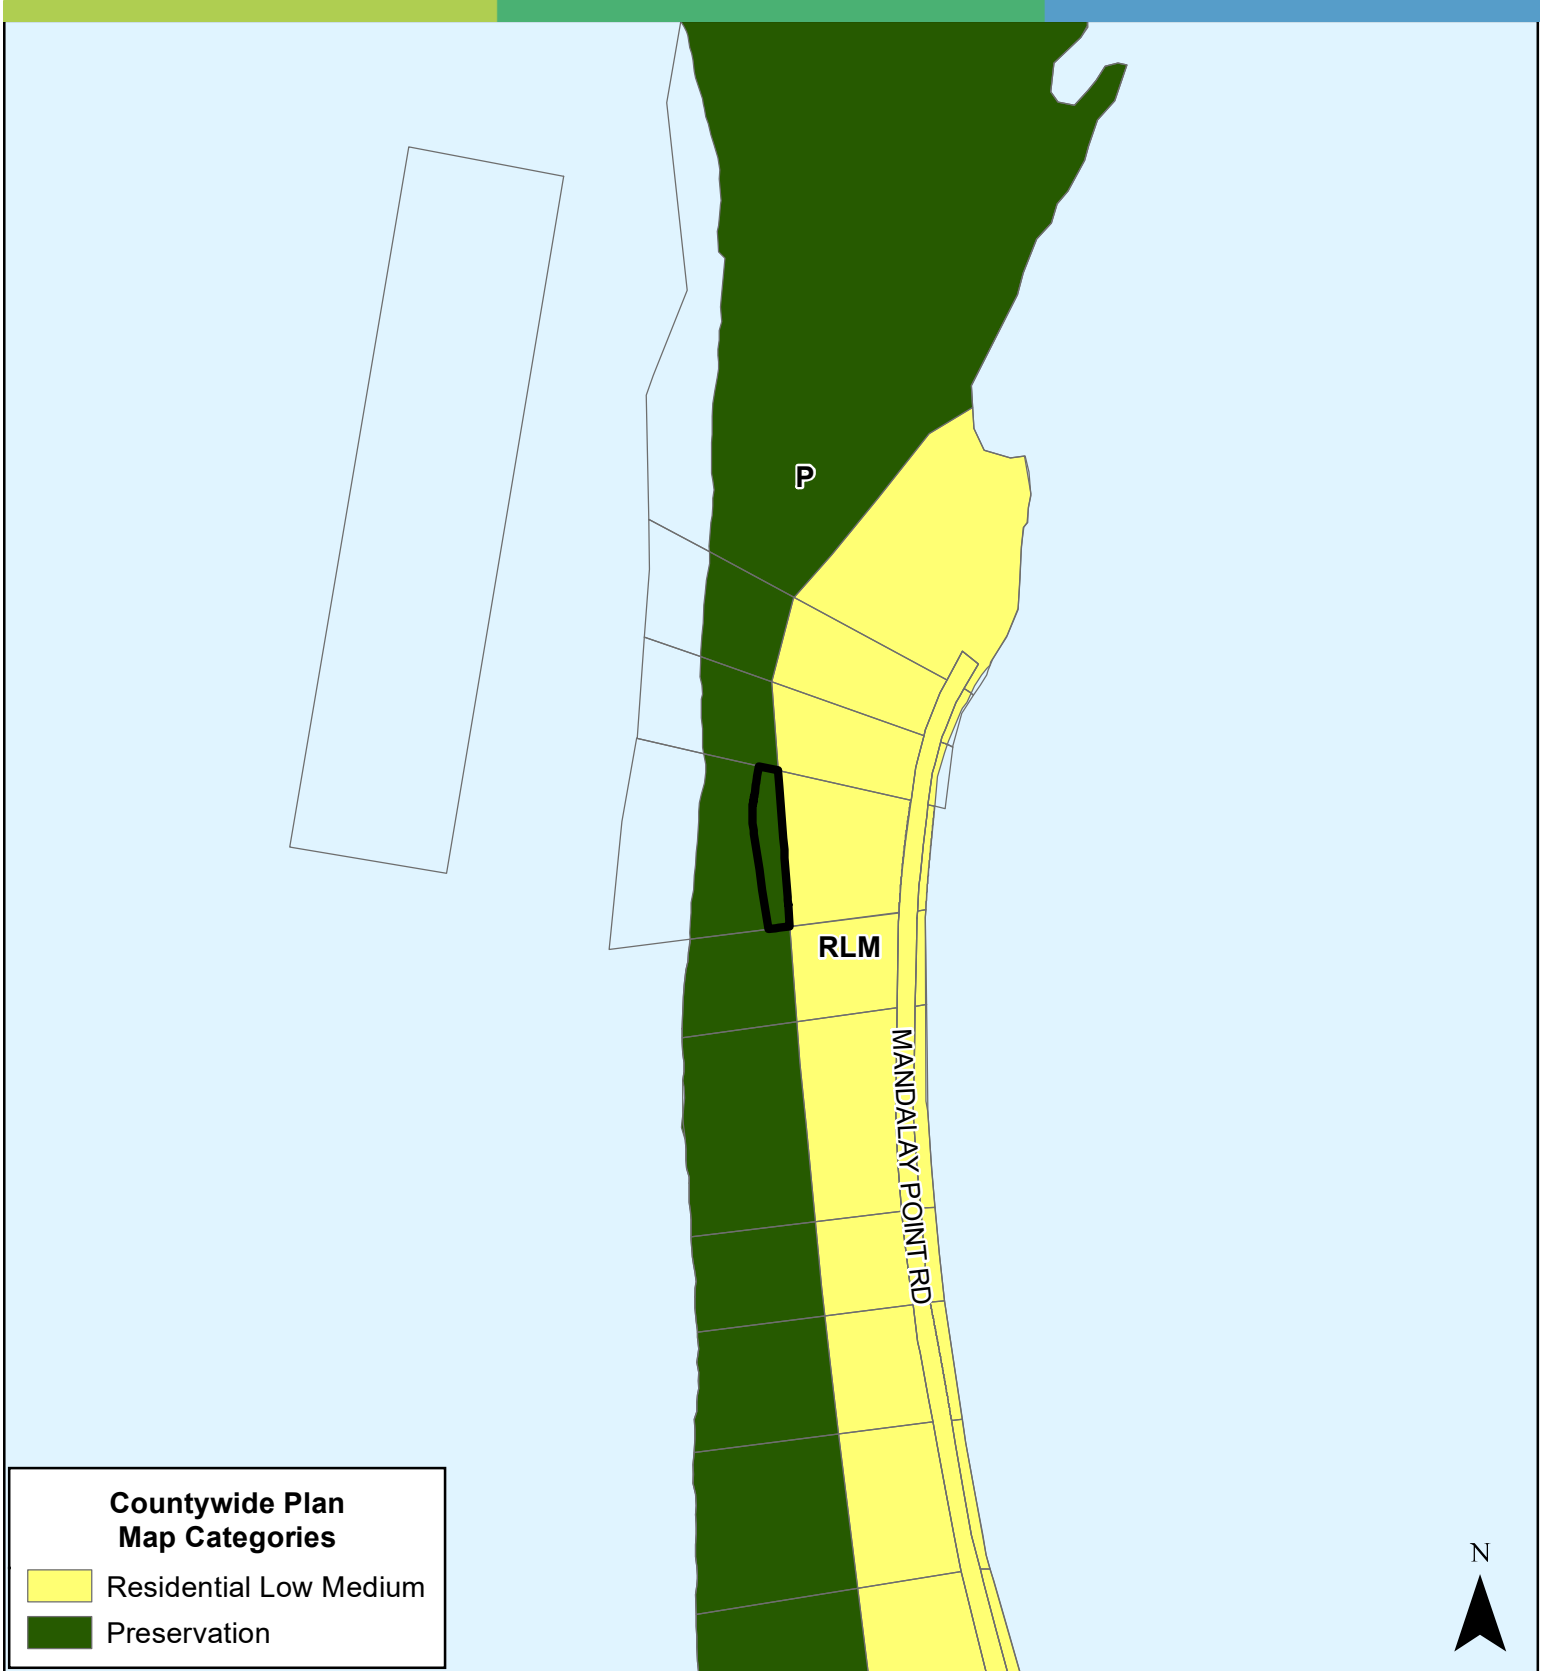 P
RLM
MANDALAY POINT RD
Countywide Plan
Map Categories
Residential Low Medium
Preservation
N